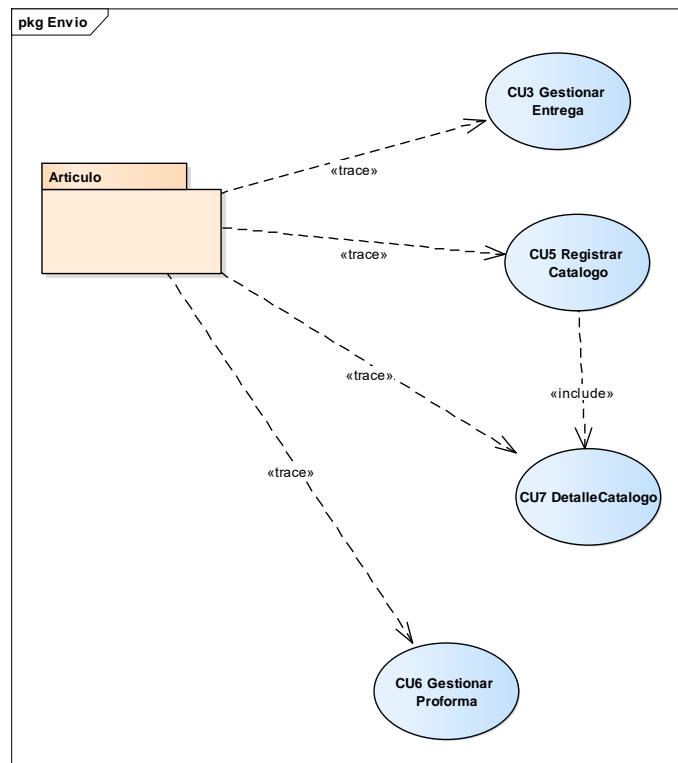 pkg Envio
CU3 Gestionar
Entrega
Articulo
«trace»
CU5 Registrar
Catalogo
«trace»
«trace»
«include»
«trace»
CU7 DetalleCatalogo
CU6 Gestionar
Proforma